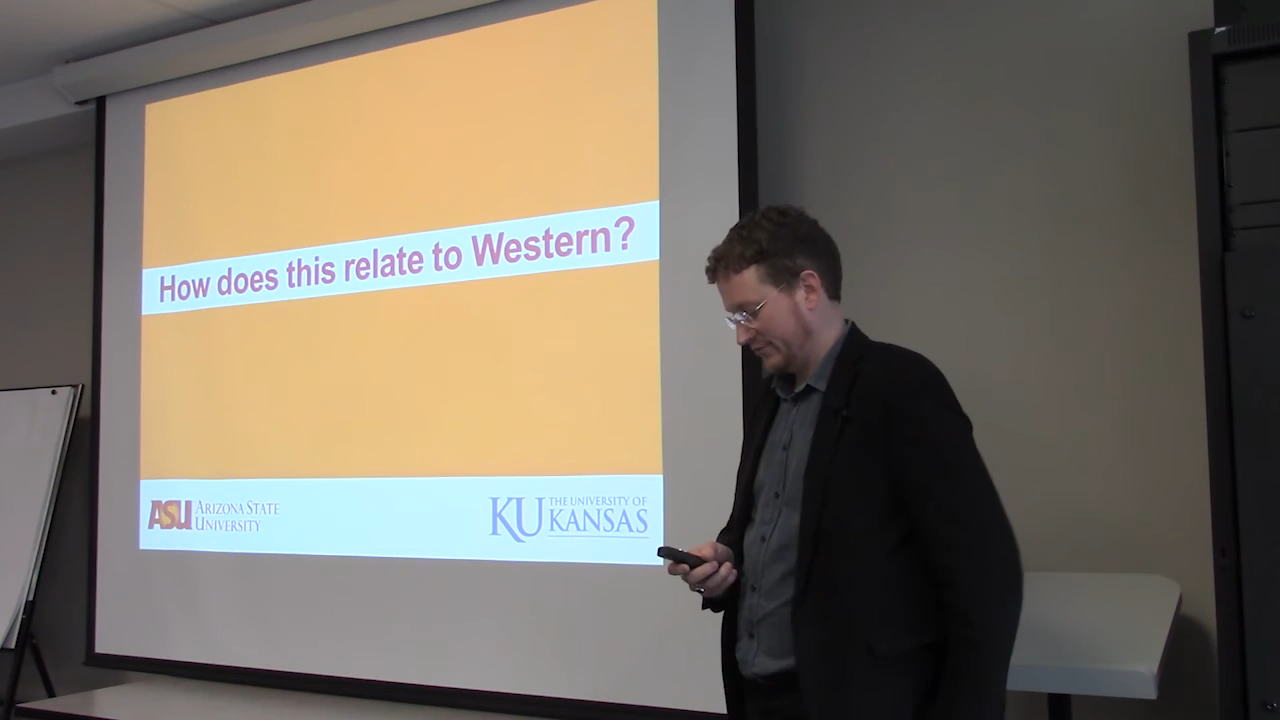 How does this relate to Western?
ASU ARIZONA STATE
UNIVERSITY
KU THE UNIVERSITY OF
KANSAS